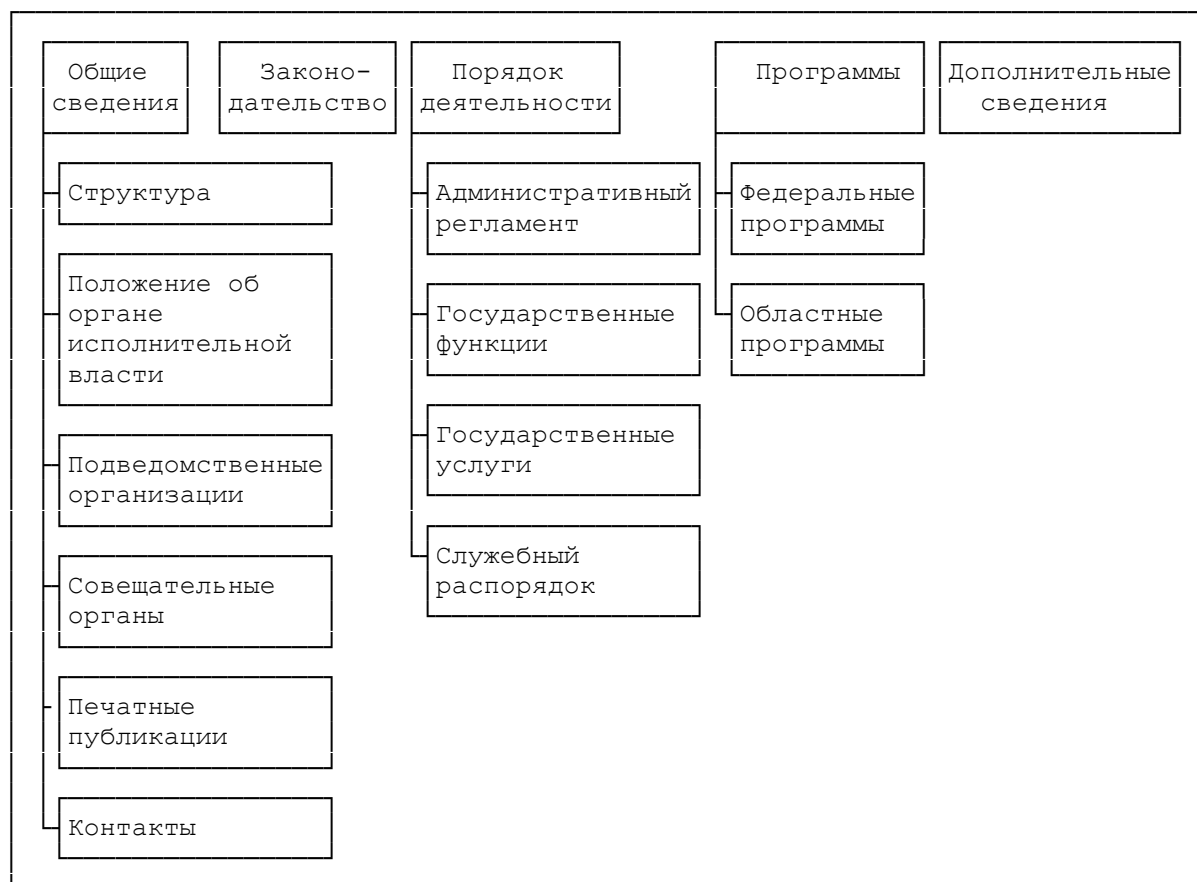 Общие
сведения
Законо-
дательство
Порядок
деятельности
Программы
Дополнительные
сведения
Структура
Положение об
органе
исполнительной
власти
Подведомственные
организации
Совещательные
органы
Печатные
публикации
Контакты
Административный
регламент
Государственные
функции
Государственные
услуги
Служебный
распорядок
Федеральные
программы
Областные
программы